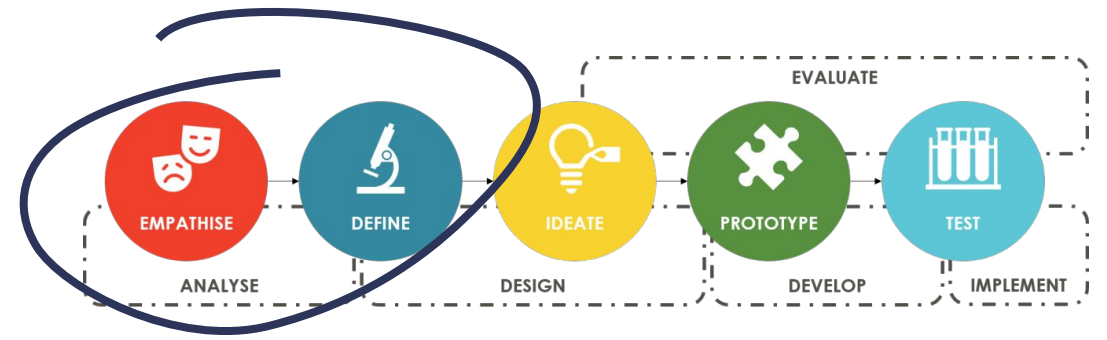 EVALUATE
EMPATHISE
DEFINE
IDEATE
PROTOTYPE
TEST
ANALYSE
DESIGN
DEVELOP
IMPLEMENT